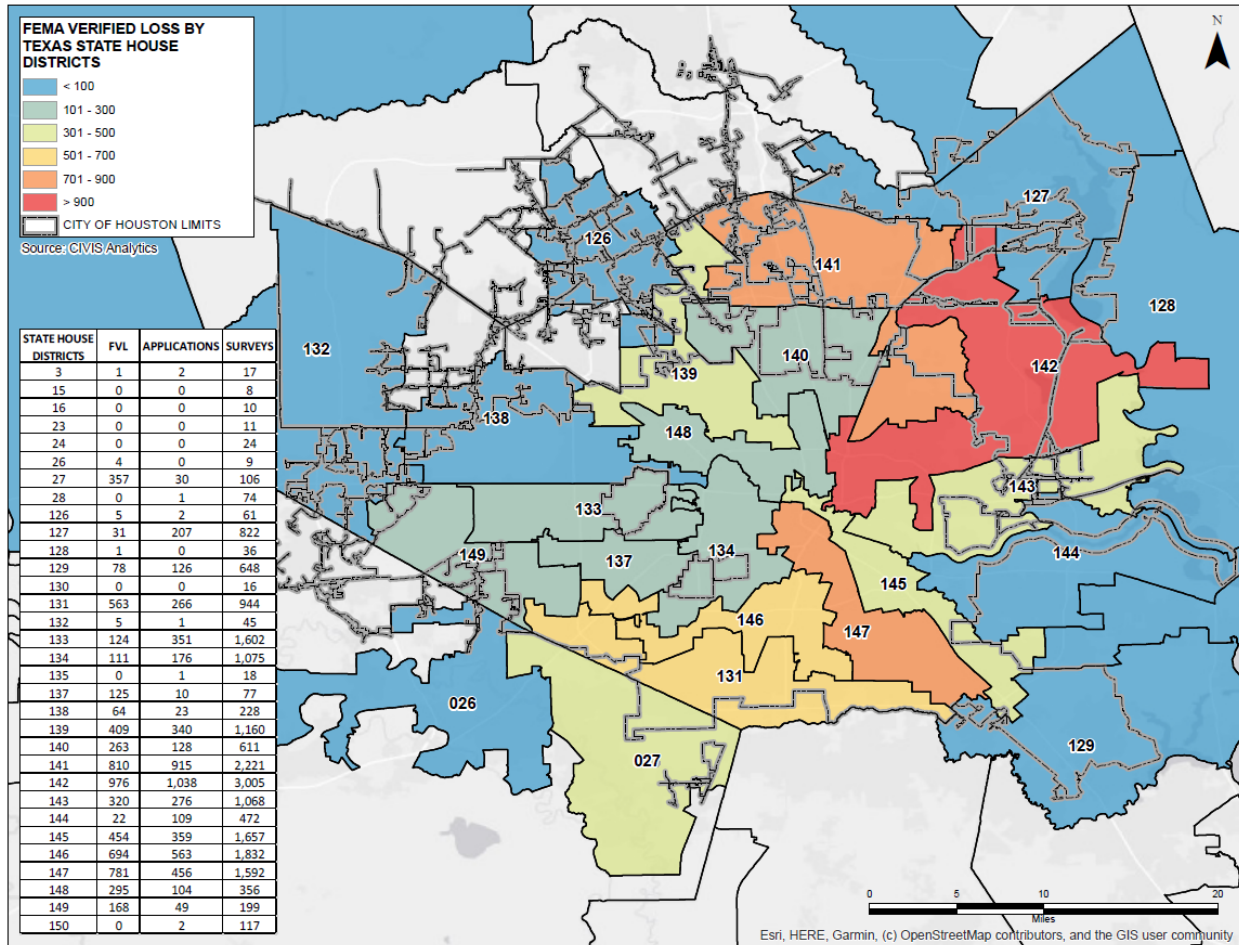 FEMA VERIFIED LOSS BY
TEXAS STATE HOUSE
DISTRICTS
< 100
101 - 300
301 - 500
501 - 700
701 - 900
> 900
CITY OF HOUSTON LIMITS
Source: CIVIS Analytics
N
STATE HOUSE DISTRICTS FVL APPLICATIONS SURVEYS
3 1 2 17
15 0 0 8
16 0 0 10
23 0 0 11
24 0 0 24
26 4 0 9
27 357 30 106
28 0 1 74
126 5 2 61
127 31 207 822
128 1 0 36
129 78 126 648
130 0 0 16
131 563 266 944
132 5 1 45
133 124 351 1,602
134 111 176 1,075
135 0 1 18
137 125 10 77
138 64 23 228
139 409 340 1,160
140 263 128 611
141 810 915 2,221
142 976 1,038 3,005
143 320 276 1,068
144 22 109 472
145 454 359 1,657
146 694 563 1,832
147 781 456 1,592
148 295 104 356
149 168 49 199
150 0 2 117
127
126
141
128
132
140
142
139
138
148
143
133
144
149
137
134
145
146
147
131
026
129
027
0 5 10 20
Miles
Esri, HERE, Garmin, (c) OpenStreetMap contributors, and the GIS user community